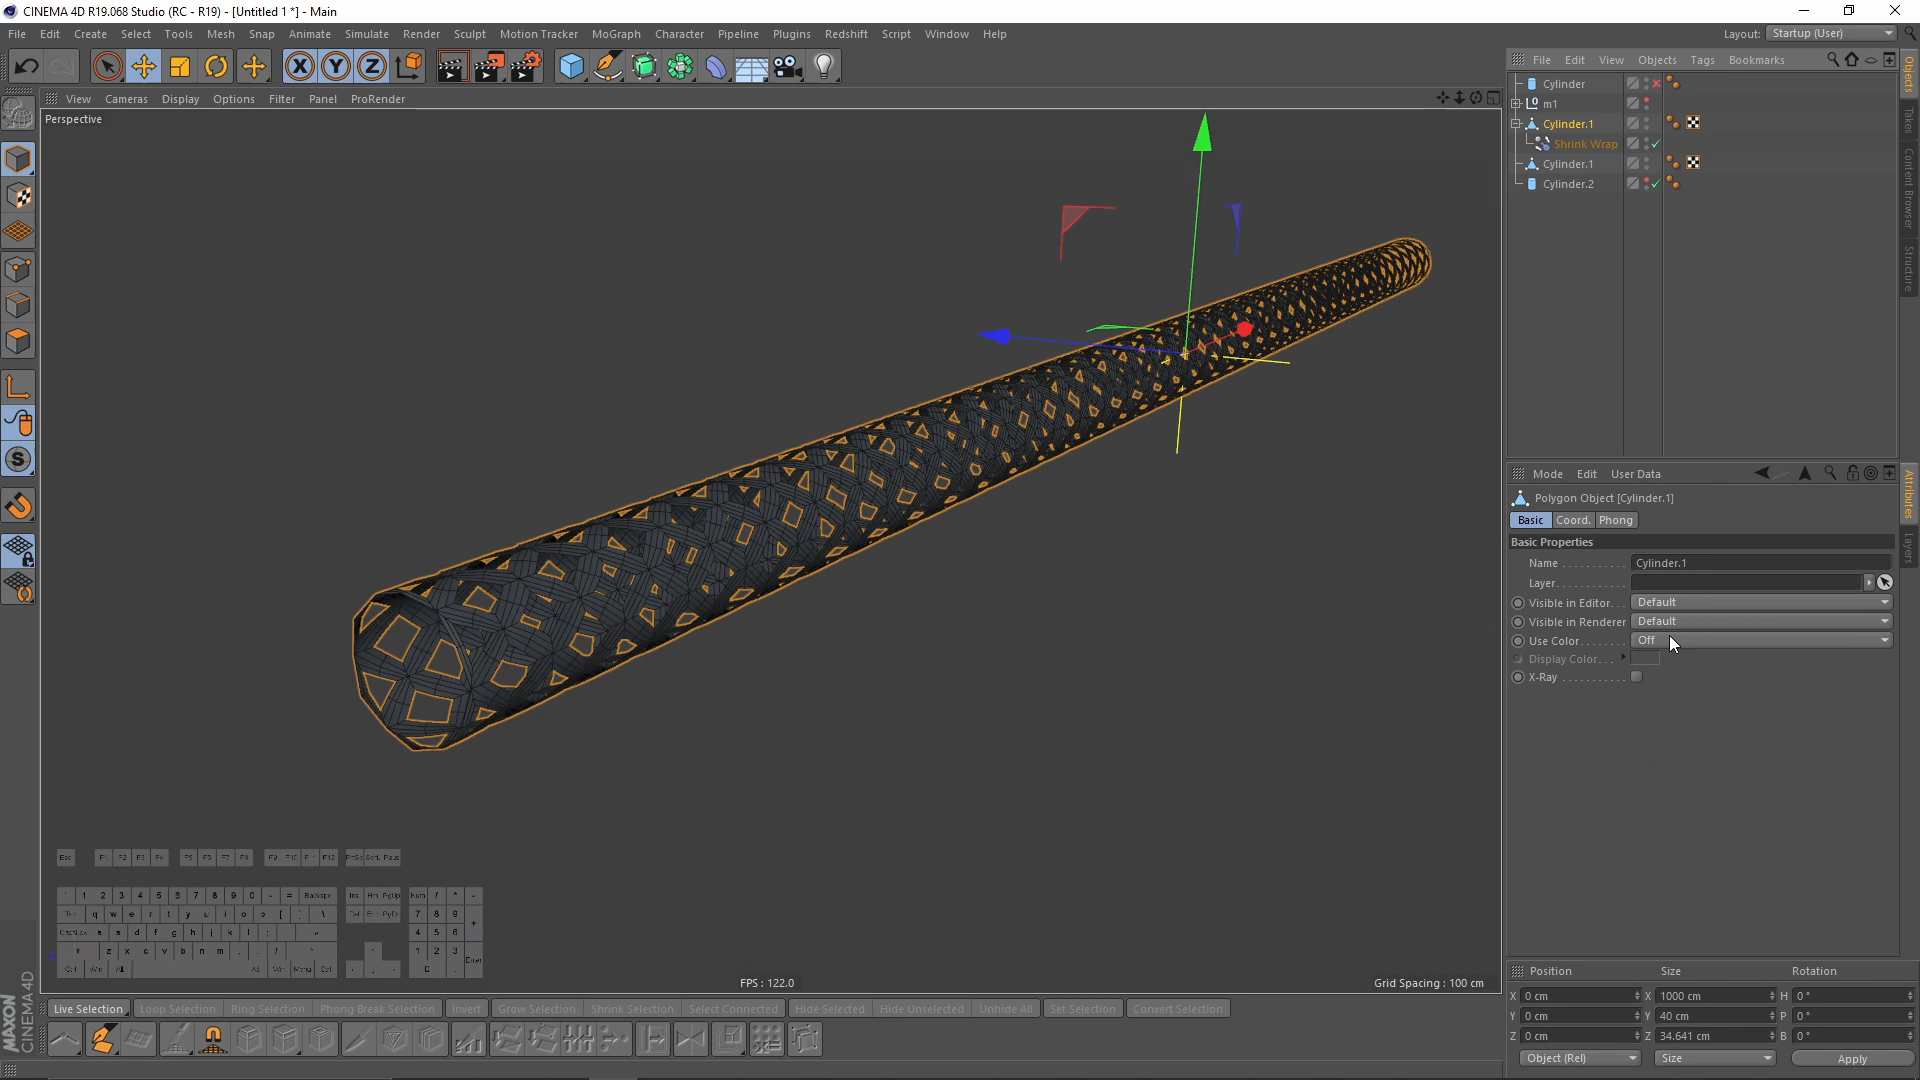 CINEMA 4D R19.068 Studio (RC - R19) - [Untitled 1 *] - Main
File Edit Create Select Tools Mesh Snap Animate Simulate Render Sculpt Motion Tracker MoGraph Character Pipeline Plugins Redshift Script Window Help
Layout: Startup (User)
File Edit View Objects Tags Bookmarks
View Cameras Display Options Filter Panel ProRender
Perspective
Cylinder
m1
Cylinder.1
Shrink Wrap
Cylinder.1
Cylinder.2
Objects
Takes
Content Browser
Structure
Mode Edit User Data
Polygon Object [Cylinder.1]
Basic Coord. Phong
Basic Properties
Name Cylinder.1
Layer
Visible in Editor Default
Visible in Renderer Default
Use Color Off
Display Color
X-Ray
Attributes
Layers
FPS : 122.0
Grid Spacing : 100 cm
Position Size Rotation
X 0 cm X 1000 cm H 0 °
Y 0 cm Y 40 cm P 0 °
Z 0 cm Z 34.641 cm B 0 °
Object (Rel) Size Apply
Live Selection Loop Selection Ring Selection Phong Break Selection Invert Grow Selection Shrink Selection Select Connected Hide Selected Hide Unselected Unhide All Set Selection Convert Selection
MAXON
CINEMA 4D